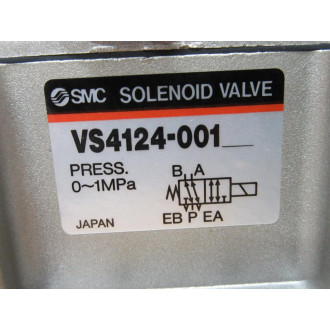 SMC SOLENOID VALVE
VS4124-001
PRESS.
0~1MPa
B A
EB P EA
JAPAN